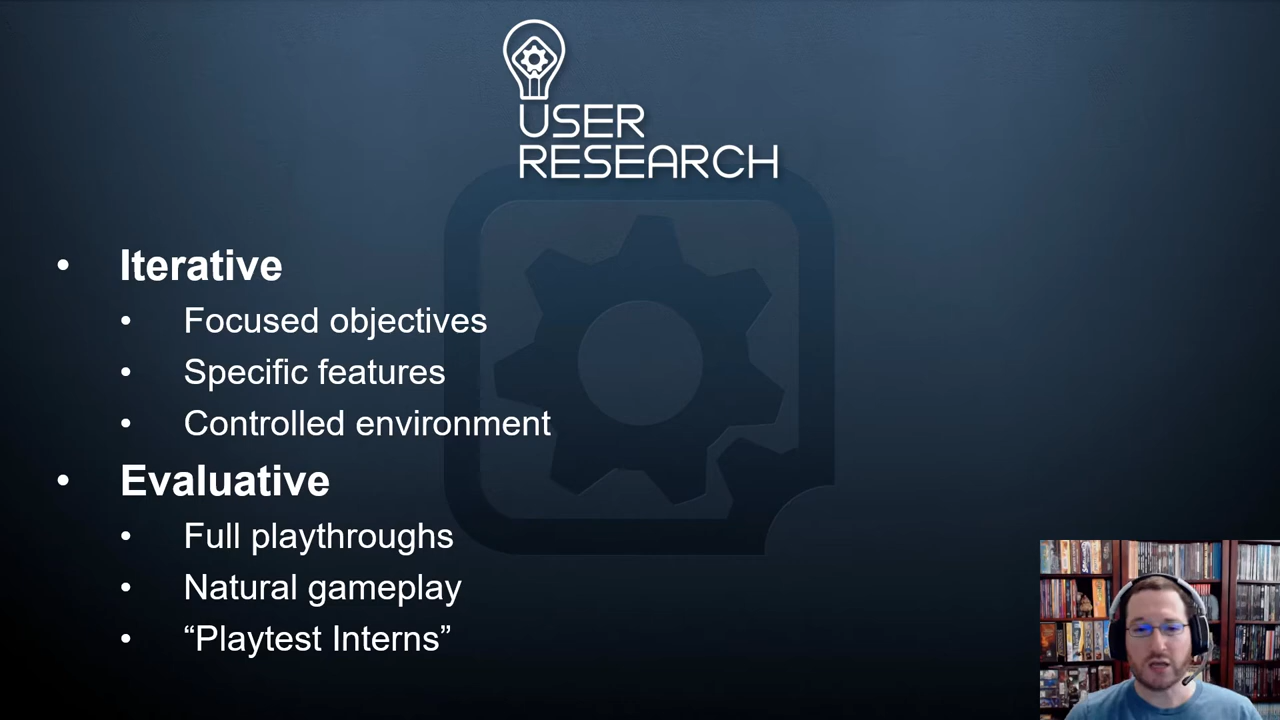 USER
RESEARCH
• Iterative
• Focused objectives
• Specific features
• Controlled environment
• Evaluative
• Full playthroughs
• Natural gameplay
• “Playtest Interns”